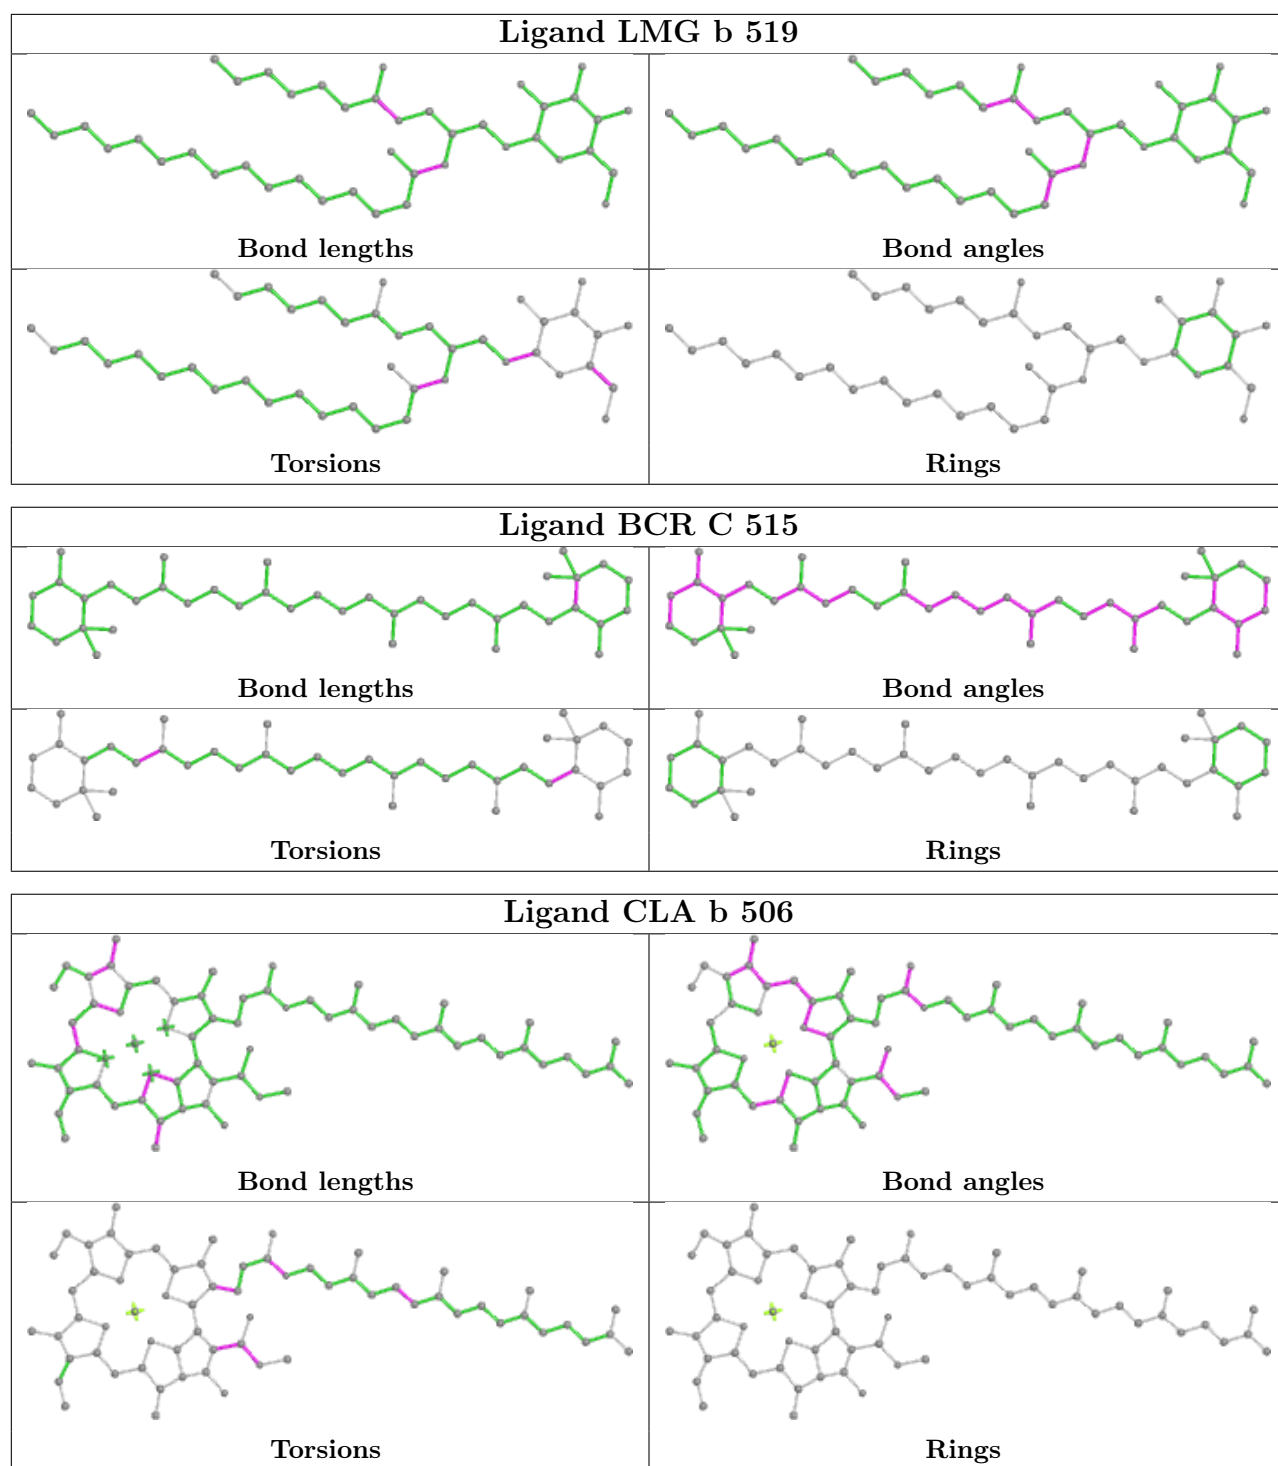 Ligand LMG b 519
Bond lengths
Bond angles
Torsions
Rings
Ligand BCR C 515
Bond lengths
Bond angles
Torsions
Rings
Ligand CLA b 506
Bond lengths
Bond angles
Torsions
Rings